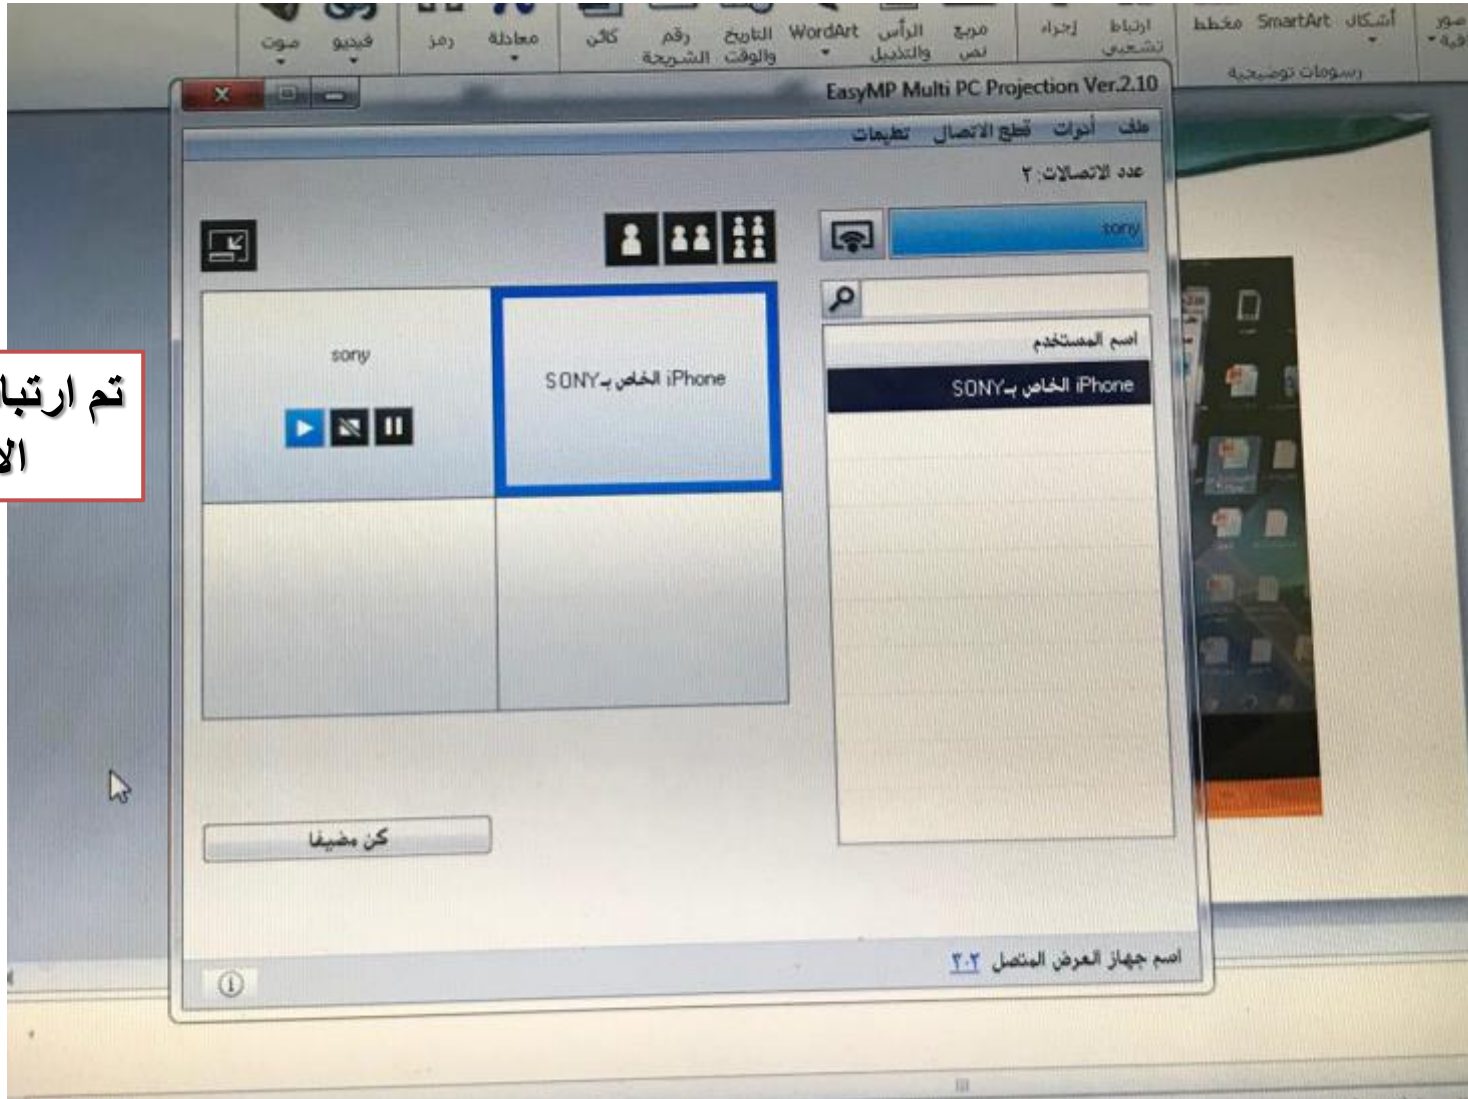 صور
أشكال SmartArt مخطط
رسومات توضيحية
ارتباط تشعبي
إجراء
مربع نص
الرأس والتذييل
WordArt
التاريخ والوقت
رقم الشريحة
كائن
معادلة
رمز
فيديو
صوت
EasyMP Multi PC Projection Ver.2.10
ملف أدوات قطع الاتصال تعليمات
عدد الاتصالات: ٢
sony
اسم المستخدم
iPhone الخاص بـSONY
sony
iPhone الخاص بـSONY
تم
الا
كن مضيفا
اسم جهاز العرض المتصل ٣٠٢